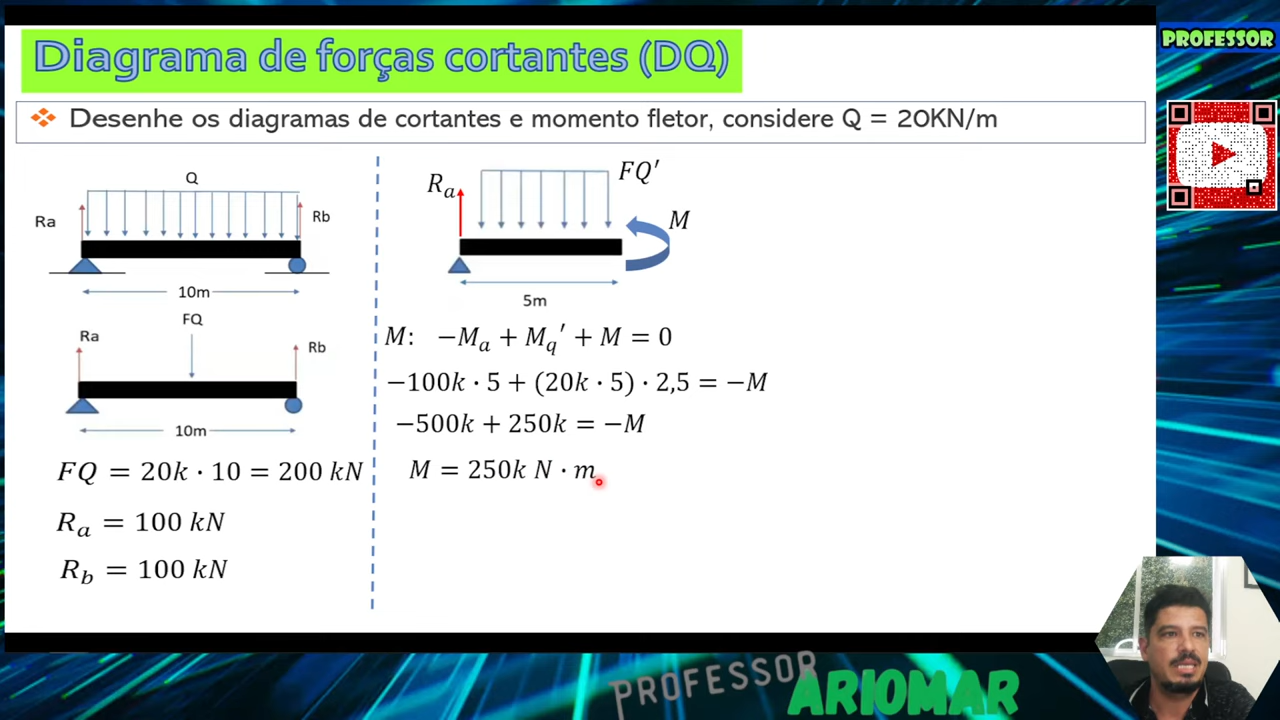 Diagrama de forças cortantes (DQ)
PROFESSOR
Desenhe os diagramas de cortantes e momento fletor, considere Q = 20KN/m
Q
Ra
Rb
10m
FQ
Ra
Rb
10m
FQ = 20k · 10 = 200 kN
R_a = 100 kN
R_b = 100 kN
R_a
FQ′
M
5m
M: −M_a + M_q′ + M = 0
−100k · 5 + (20k · 5) · 2,5 = −M
−500k + 250k = −M
M = 250k N · m
PROFESSOR
ARIOMAR